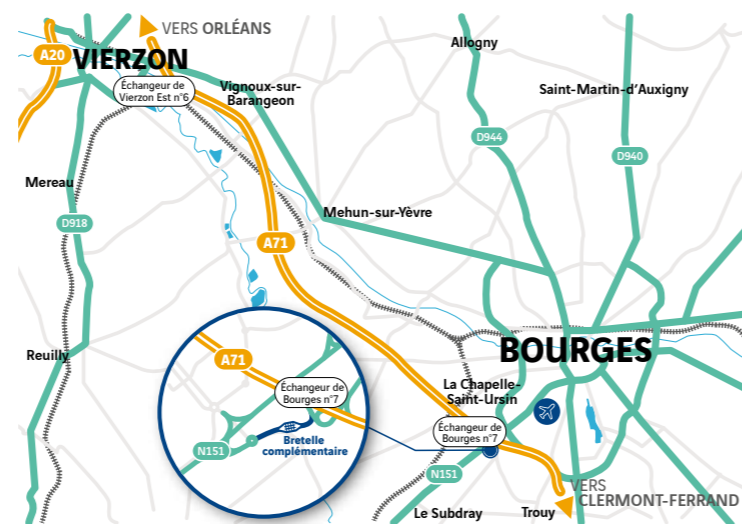 VERS ORLÉANS
A20
VIERZON
Échangeur de
Vierzon Est n°6
Vignoux-sur-
Barangeon
Allogny
Saint-Martin-d'Auxigny
D944
D940
Mereau
D918
Mehun-sur-Yèvre
A71
Reuilly
BOURGES
A71
Échangeur de
Bourges n°7
La Chapelle-
Saint-Ursin
Échangeur de
Bourges n°7
N151
Bretelle
complémentaire
N151
VERS
CLERMONT-FERRAND
Le Subdray
Trouy